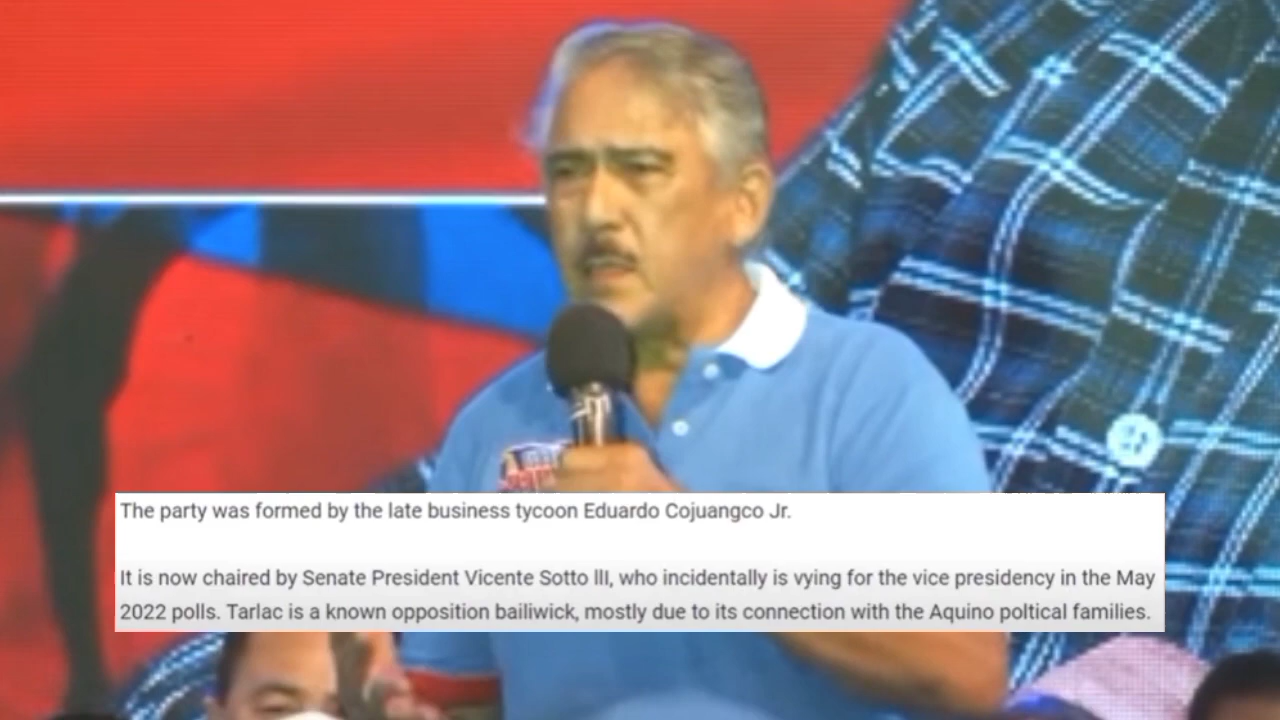 The party was formed by the late business tycoon Eduardo Cojuangco Jr.
It is now chaired by Senate President Vicente Sotto III, who incidentally is vying for the vice presidency in the May
2022 polls. Tarlac is a known opposition bailiwick, mostly due to its connection with the Aquino poltical families.